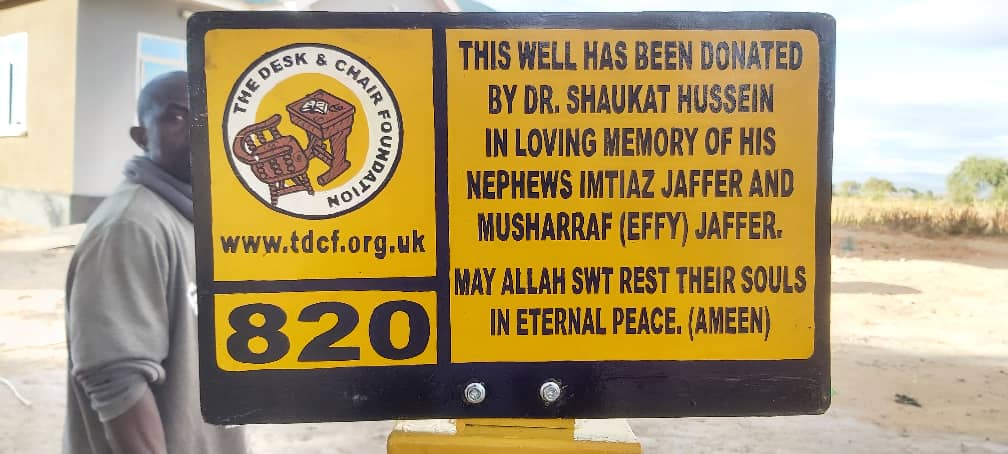 THE DESK & CHAIR FOUNDATION
www.tdcf.org.uk
820
THIS WELL HAS BEEN DONATED
BY DR. SHAUKAT HUSSEIN
IN LOVING MEMORY OF HIS
NEPHEWS IMTIAZ JAFFER AND
MUSHARRAF (EFFY) JAFFER.
MAY ALLAH SWT REST THEIR SOULS
IN ETERNAL PEACE. (AMEEN)